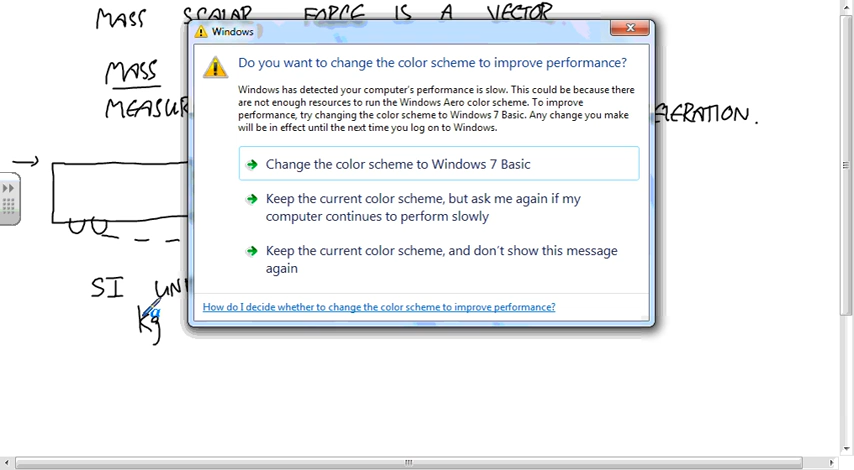 MASS SCALAR FORCE IS A VECTOR
Windows
MASS
Do you want to change the color scheme to improve performance?
Windows has detected your computer's performance is slow. This could be because
there are not enough resources to run the Windows Aero color scheme. To improve
performance, try changing the color scheme to Windows 7 Basic. Any change you make
will be in effect until the next time you log on to Windows.
MEASUR ELERATION.
Change the color scheme to Windows 7 Basic
Keep the current color scheme, but ask me again if my
computer continues to perform slowly
Keep the current color scheme, and don't show this message
again
SI UNI
How do I decide whether to change the color scheme to improve performance?
Kg